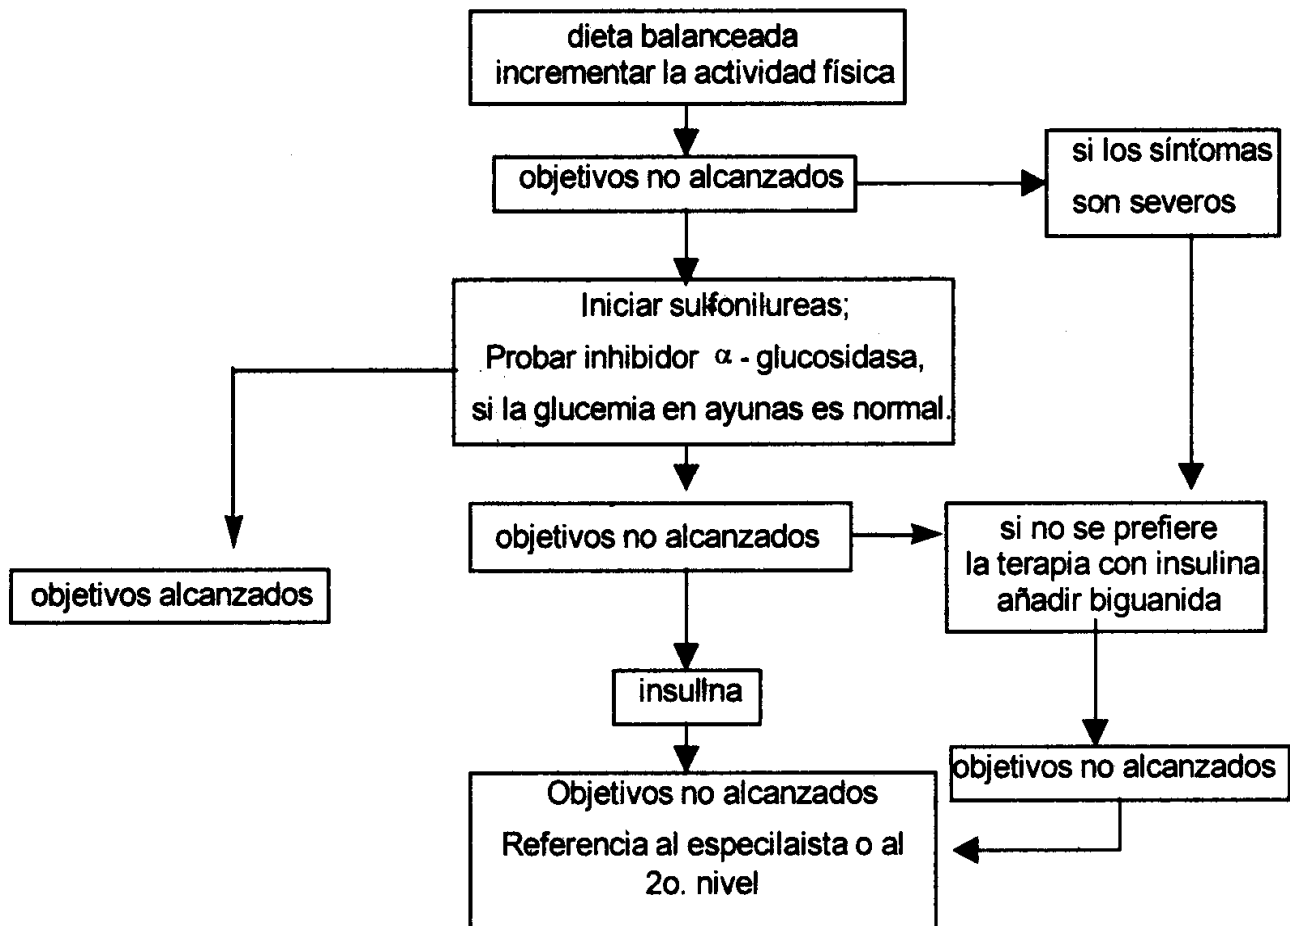 dieta balanceada
incrementar la actividad física
objetivos no alcanzados
si los síntomas
son severos
Iniciar sulfonilureas;
Probar inhibidor α - glucosidasa,
si la glucemia en ayunas es normal.
objetivos no alcanzados
si no se prefiere
la terapia con insulina
añadir biguanida
objetivos alcanzados
insulina
objetivos no alcanzados
Objetivos no alcanzados
Referencia al especilaista o al
2o. nivel